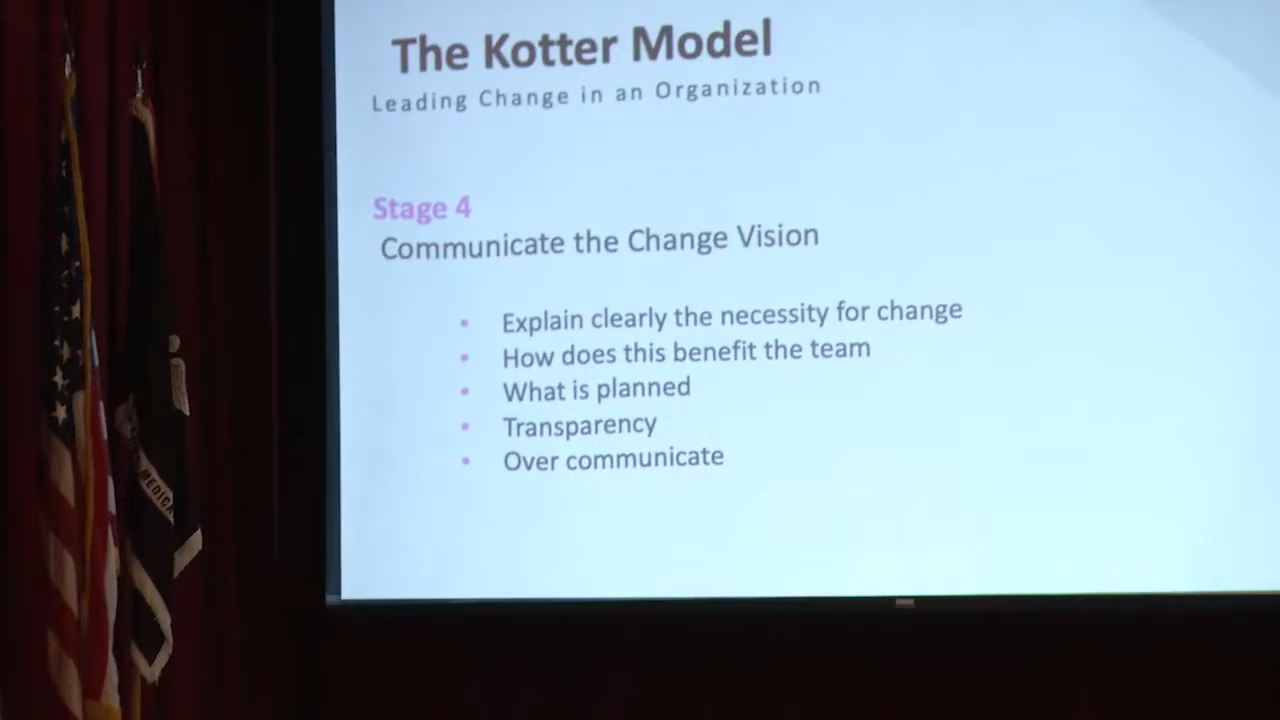 The Kotter Model
Leading Change in an Organization
Stage 4
Communicate the Change Vision
• Explain clearly the necessity for change
• How does this benefit the team
• What is planned
• Transparency
• Over communicate